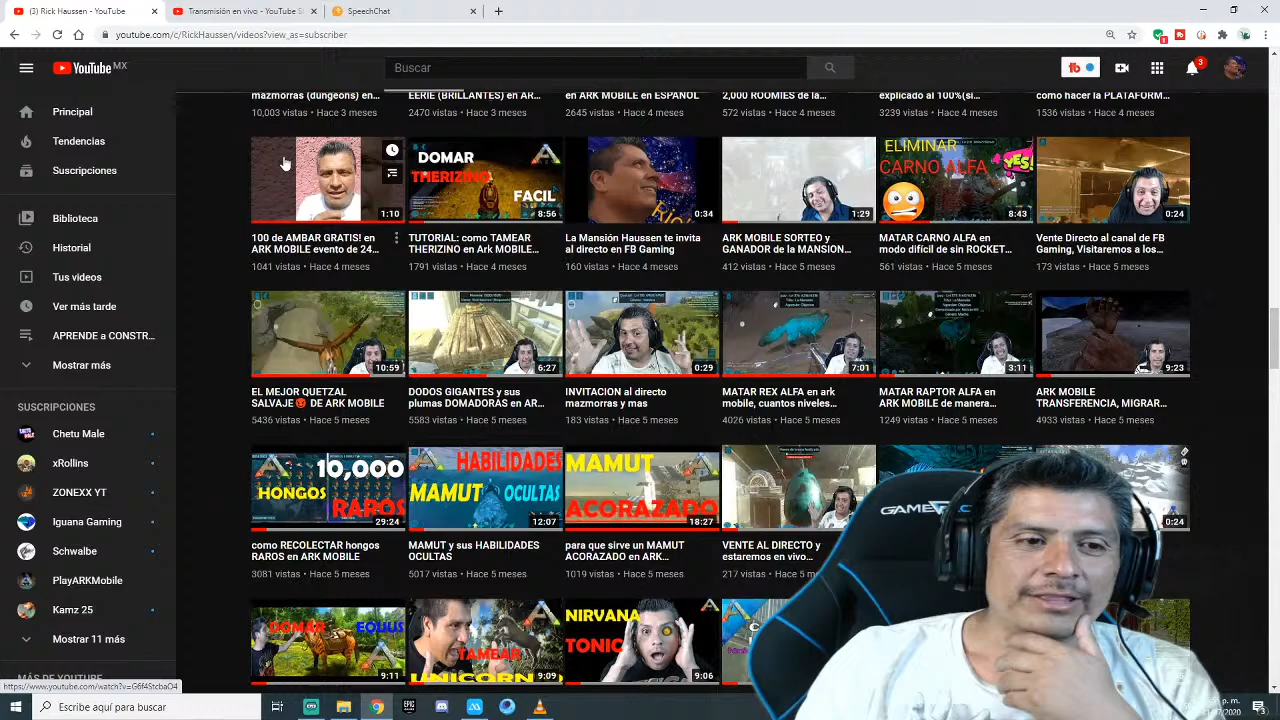 (3) Rick Haussen - YouTube
Transmisión en vivo - YouTube S
SpeechChat
youtube.com/c/RickHaussen/videos?view_as=subscriber
YouTube MX
Buscar
3
Principal
Tendencias
Suscripciones
Biblioteca
Historial
Tus videos
Ver más tarde
APRENDE a CONSTR...
Mostrar más
SUSCRIPCIONES
Chetu Male
xRollins
ZONEXX YT
Iguana Gaming
Schwalbe
PlayARKMobile
Kamz 25
Mostrar 11 más
MÁS DE YOUTUBE
mazmorras (dungeons) en...
10,003 vistas • Hace 3 meses
EERIE (BRILLANTES) en AR...
2470 vistas • Hace 3 meses
en ARK MOBILE en ESPAÑOL
2645 vistas • Hace 4 meses
2,000 ROOMIES de la...
572 vistas • Hace 4 meses
explicado al 100%(si...
3239 vistas • Hace 4 meses
como hacer la PLATAFORM...
1536 vistas • Hace 4 meses
1:10
100 de AMBAR GRATIS! en
ARK MOBILE evento de 24...
1041 vistas • Hace 4 meses
DOMAR
THERIZINO
FACIL
8:56
TUTORIAL: como TAMEAR
THERIZINO en Ark MOBILE...
1791 vistas • Hace 4 meses
0:34
La Mansión Haussen te invita
al directo en FB Gaming
160 vistas • Hace 4 meses
1:29
ARK MOBILE SORTEO y
GANADOR de la MANSION...
412 vistas • Hace 5 meses
ELIMINAR
CARNO ALFA
YES!
8:43
MATAR CARNO ALFA en
modo difícil de sin ROCKET...
561 vistas • Hace 5 meses
0:24
Vente Directo al canal de FB
Gaming, Visitaremos a los...
173 vistas • Hace 5 meses
10:59
EL MEJOR QUETZAL
SALVAJE👹 DE ARK MOBILE
5436 vistas • Hace 5 meses
6:27
DODOS GIGANTES y sus
plumas DOMADORAS en AR...
5583 vistas • Hace 5 meses
0:29
INVITACION al directo
mazmorras y mas
183 vistas • Hace 5 meses
7:01
MATAR REX ALFA en ark
mobile, cuantos niveles...
4026 vistas • Hace 5 meses
3:11
MATAR RAPTOR ALFA en
ARK MOBILE de manera...
1249 vistas • Hace 5 meses
9:23
ARK MOBILE
TRANSFERENCIA, MIGRAR...
4933 vistas • Hace 5 meses
10,000
HONGOS
RAROS
29:24
como RECOLECTAR hongos
RAROS en ARK MOBILE
3081 vistas • Hace 5 meses
HABILIDADES
MAMUT
OCULTAS
12:07
MAMUT y sus HABILIDADES
OCULTAS
5017 vistas • Hace 5 meses
MAMUT
ACORAZADO
18:27
para que sirve un MAMUT
ACORAZADO en ARK...
1019 vistas • Hace 5 meses
VENTE AL DIRECTO y
estaremos en vivo...
217 vistas • Hace 5 meses
0:24
DOMAR
EQUUS
9:11
TAMEAR
UNICORN
9:09
NIRVANA
TONIC
9:06
https://www.youtube.com/watch?v=G6f4StcbaO4
Escribe aquí para buscar
EPIC
p. m.
/2020
3